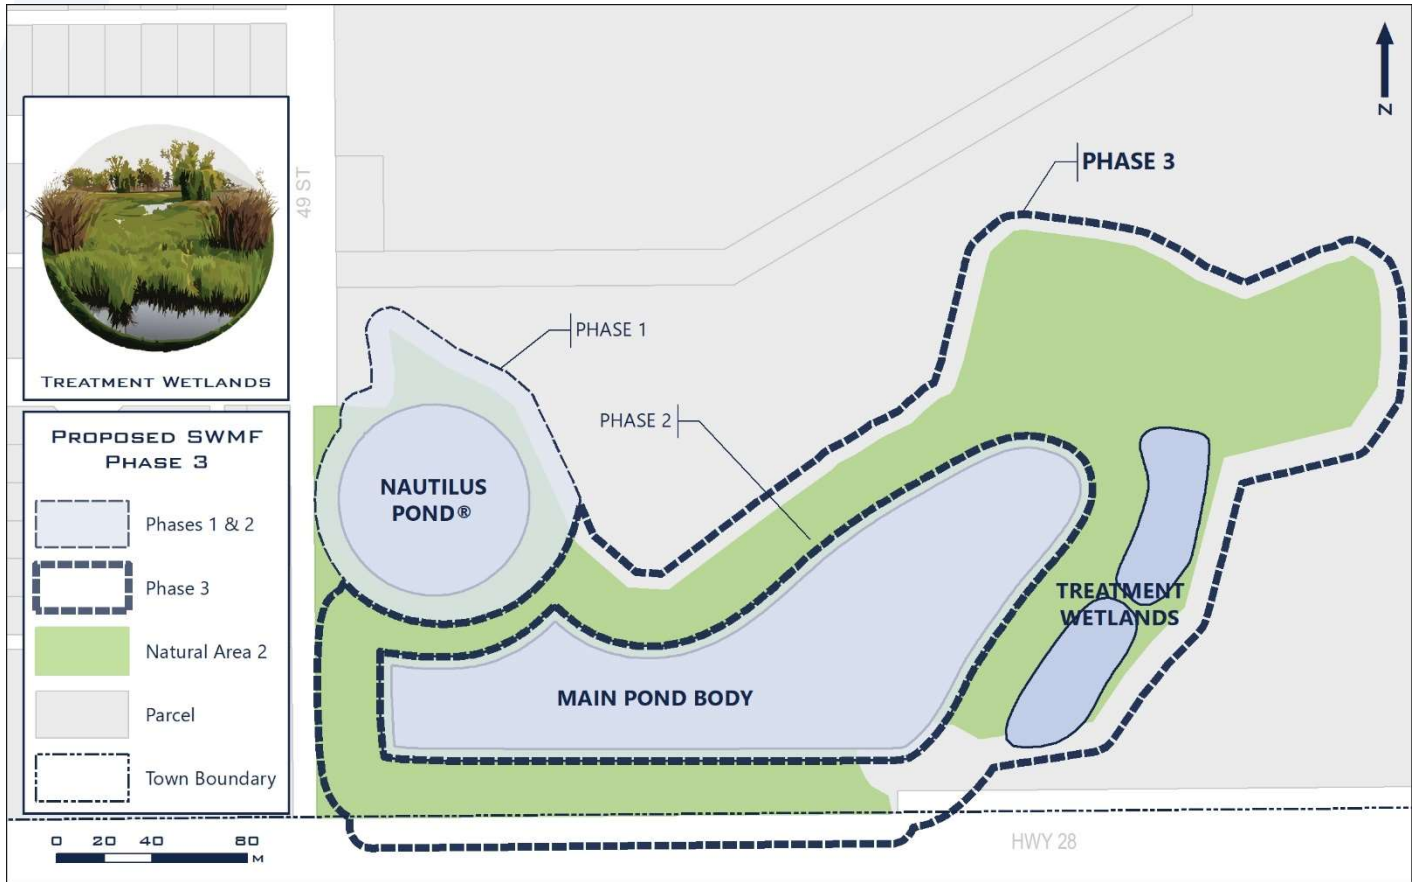 TREATMENT WETLANDS
PROPOSED SWMF
PHASE 3
Phases 1 & 2
Phase 3
Natural Area 2
Parcel
Town Boundary
0 20 40 80
M
49 ST
PHASE 1
PHASE 2
PHASE 3
N
NAUTILUS
POND®
MAIN POND BODY
TREATMENT
WETLANDS
HWY 28